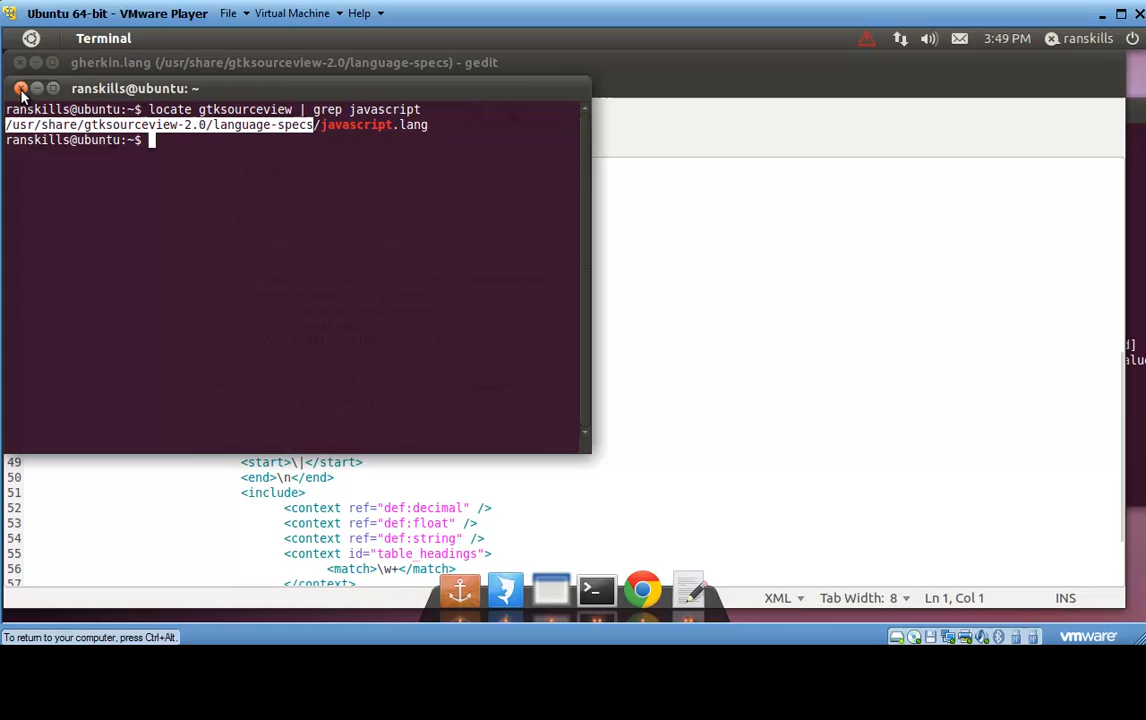 Ubuntu 64-bit - VMware Player File Virtual Machine Help
Terminal 3:49 PM ranskills
gherkin.lang (/usr/share/gtksourceview-2.0/language-specs) - gedit
ranskills@ubuntu: ~
ranskills@ubuntu:~$ locate gtksourceview | grep javascript
/usr/share/gtksourceview-2.0/language-specs/javascript.lang
ranskills@ubuntu:~$
49 <start>\|</start>
50 <end>\n</end>
51 <include>
52 <context ref="def:decimal" />
53 <context ref="def:float" />
54 <context ref="def:string" />
55 <context id="table_headings">
56 <match>\w+</match>
57 </context>
XML Tab Width: 8 Ln 1, Col 1 INS
To return to your computer, press Ctrl+Alt. vmware